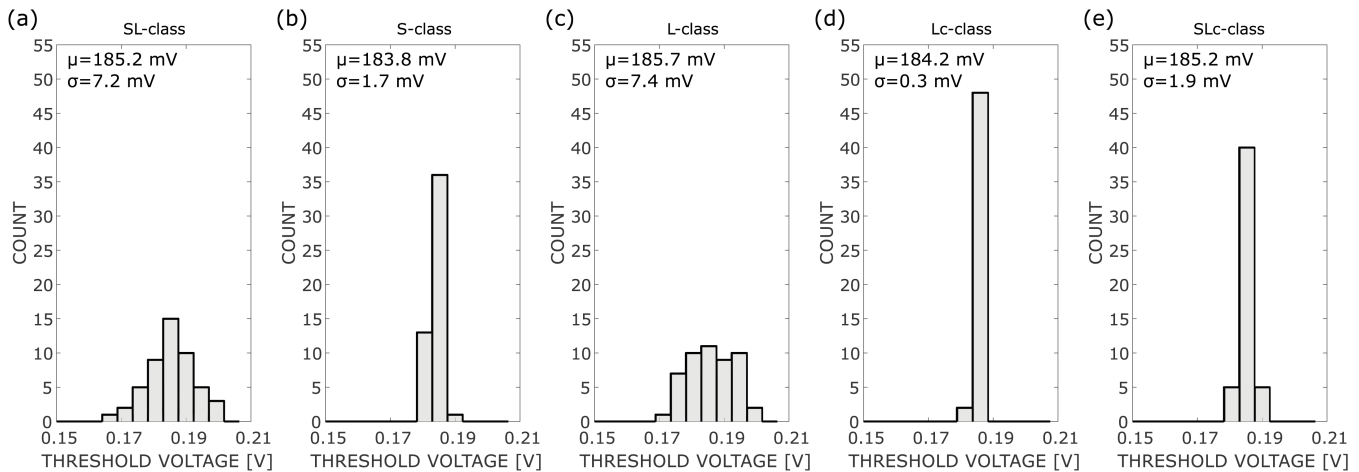 (a)
SL-class
55
50
45
40
35
30
25
20
15
10
5
0
COUNT
μ=185.2 mV
σ=7.2 mV
0.15 0.17 0.19 0.21
THRESHOLD VOLTAGE [V]
(b)
S-class
55
50
45
40
35
30
25
20
15
10
5
0
COUNT
μ=183.8 mV
σ=1.7 mV
0.15 0.17 0.19 0.21
THRESHOLD VOLTAGE [V]
(c)
L-class
55
50
45
40
35
30
25
20
15
10
5
0
COUNT
μ=185.7 mV
σ=7.4 mV
0.15 0.17 0.19 0.21
THRESHOLD VOLTAGE [V]
(d)
Lc-class
55
50
45
40
35
30
25
20
15
10
5
0
COUNT
μ=184.2 mV
σ=0.3 mV
0.15 0.17 0.19 0.21
THRESHOLD VOLTAGE [V]
(e)
SLc-class
55
50
45
40
35
30
25
20
15
10
5
0
COUNT
μ=185.2 mV
σ=1.9 mV
0.15 0.17 0.19 0.21
THRESHOLD VOLTAGE [V]